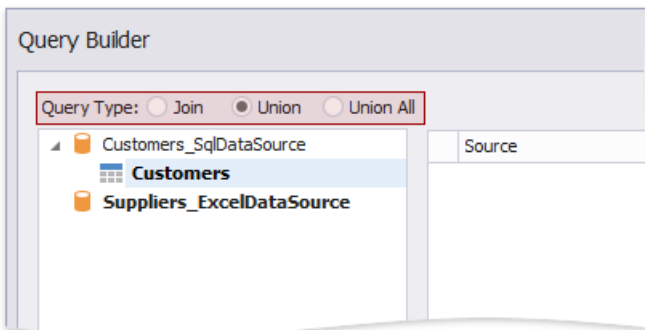 Query Builder
Query Type: Join Union Union All
Customers_SqlDataSource
Source
Customers
Suppliers_ExcelDataSource